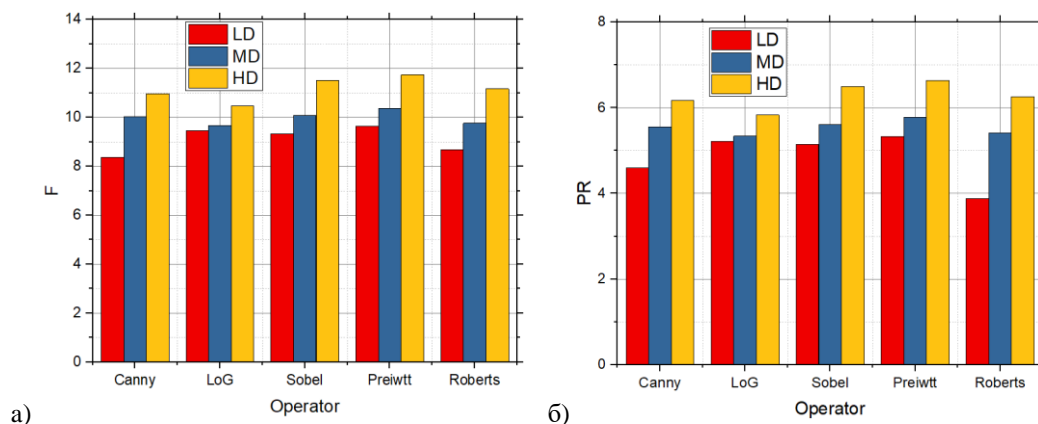 14
12
10
8
6
4
2
0
F
LD
MD
HD
Canny
LoG
Sobel
Preiwtt
Roberts
Operator
а)
8
6
4
2
0
PR
LD
MD
HD
Canny
LoG
Sobel
Preiwtt
Roberts
Operator
б)